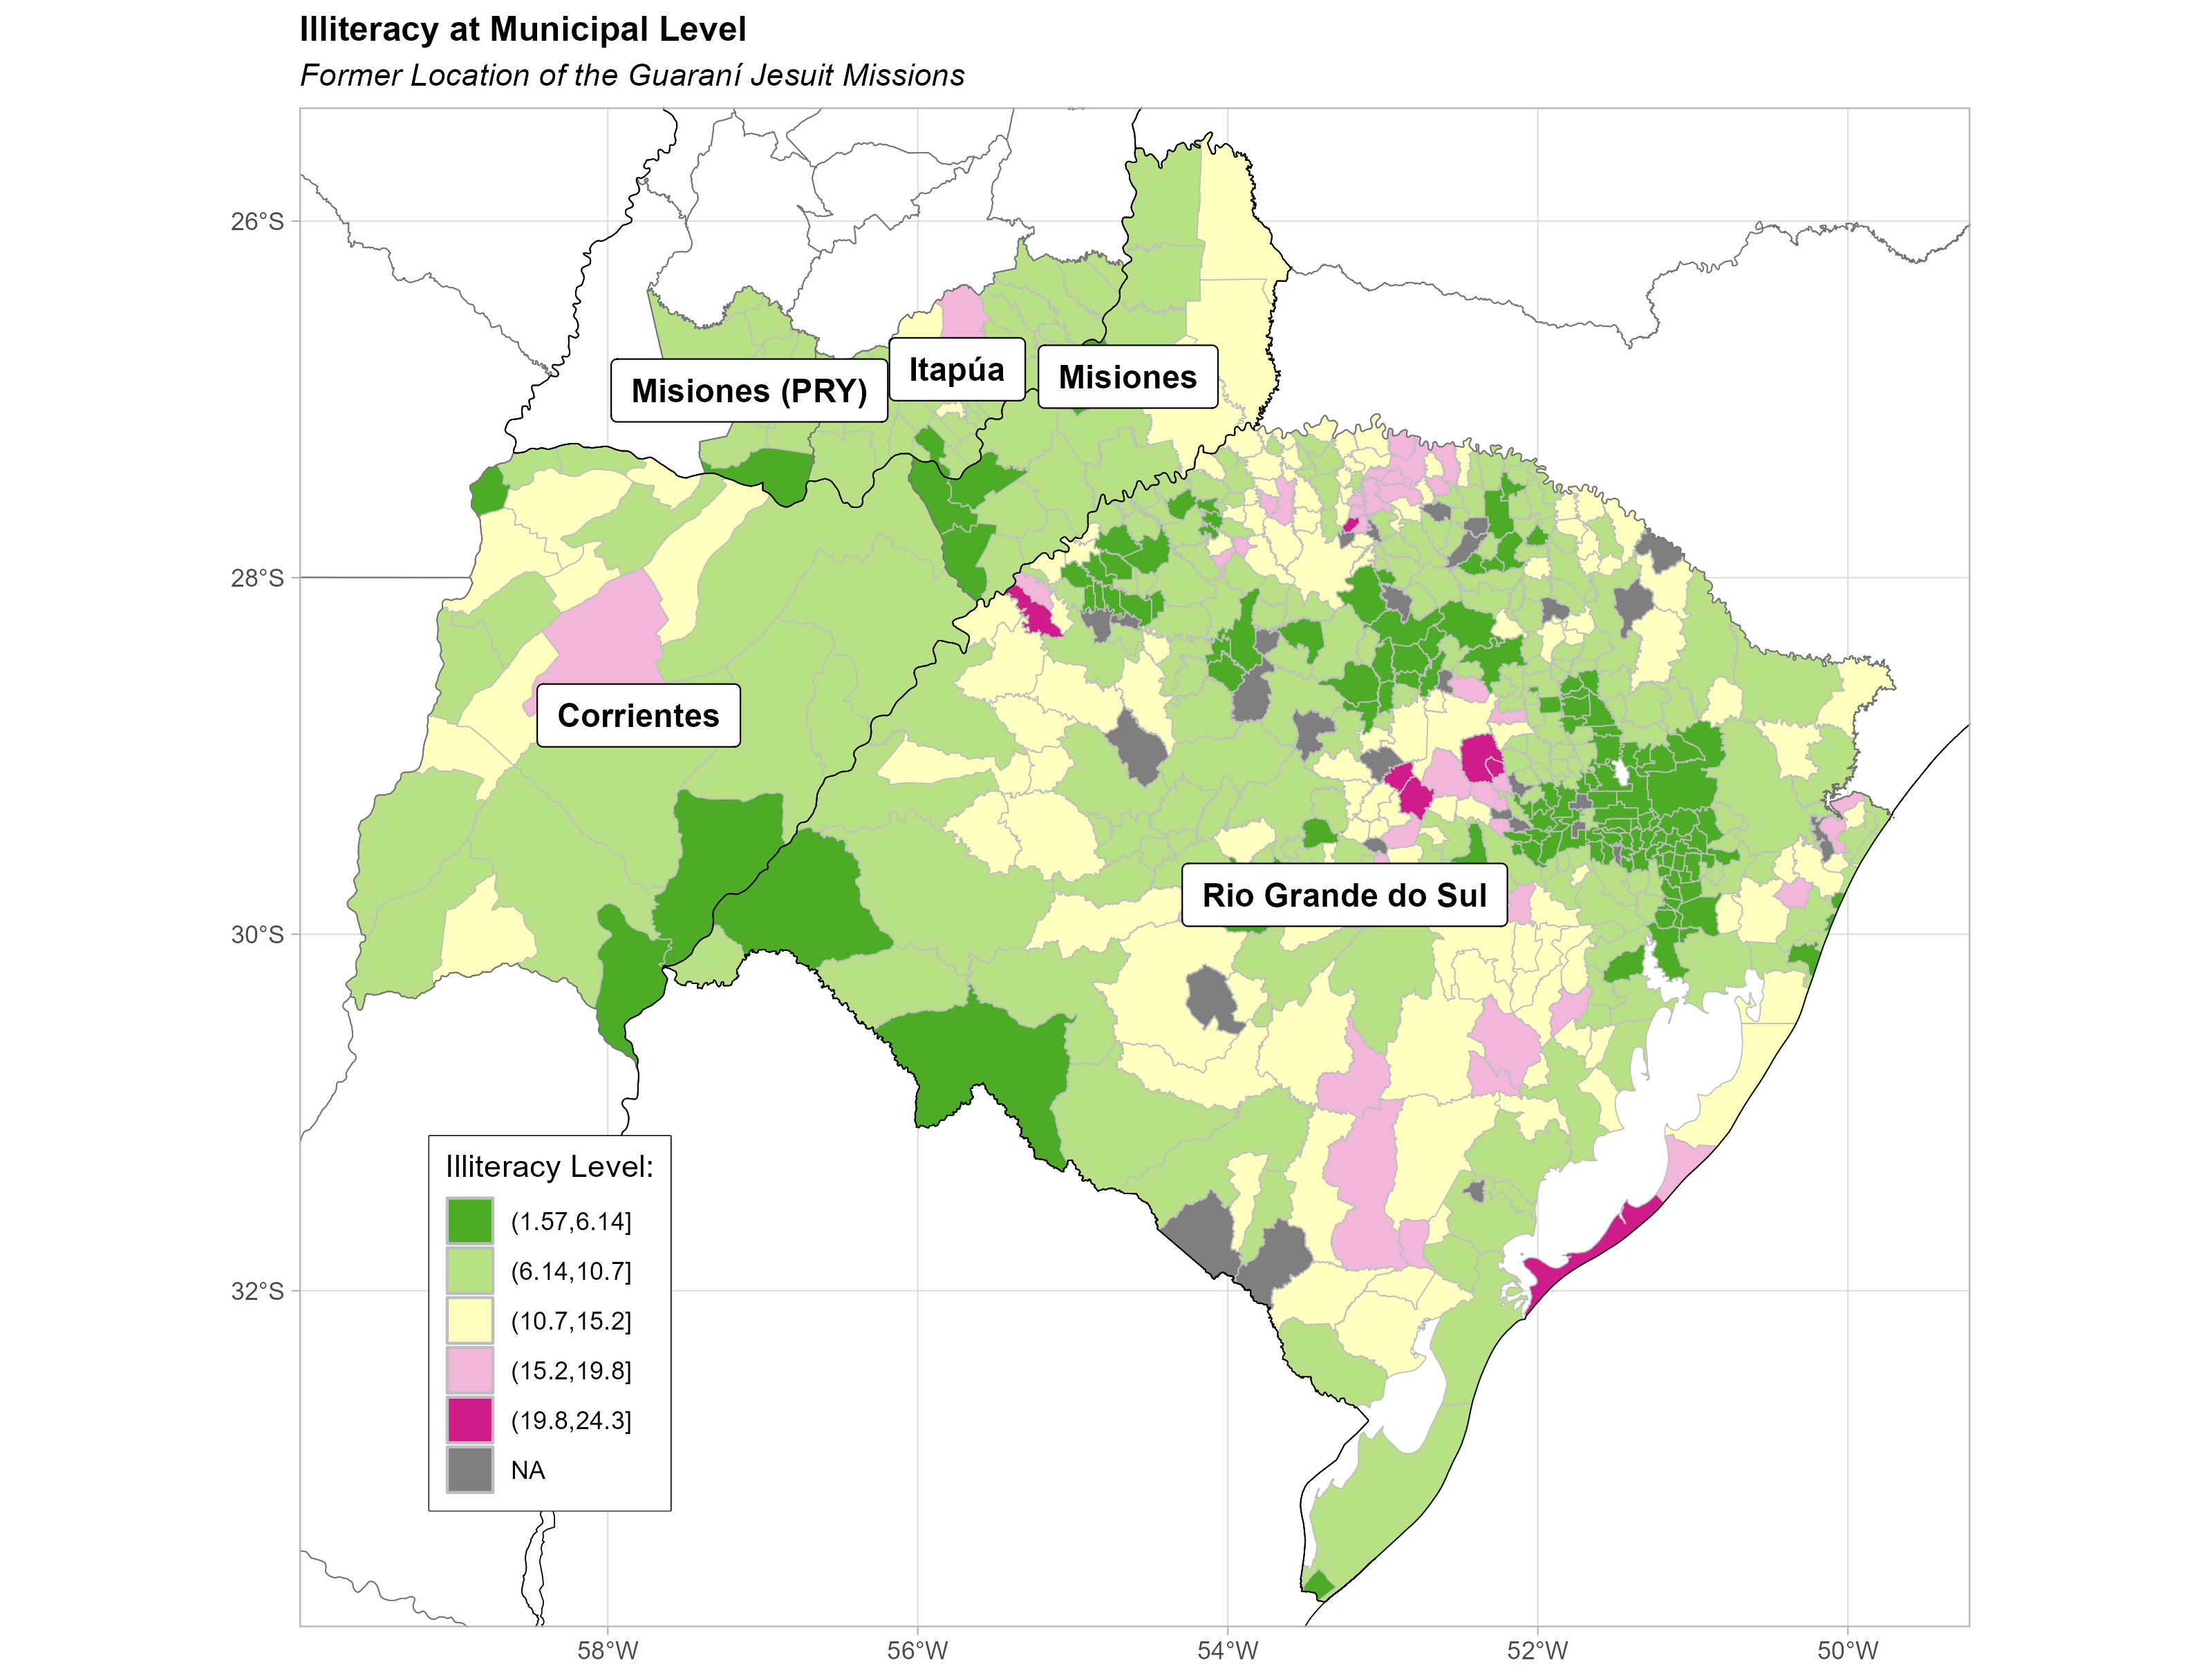 Illiteracy at Municipal Level
Former Location of the Guaraní Jesuit Missions
26°S
28°S
30°S
32°S
Misiones (PRY)
Itapúa
Misiones
Corrientes
Rio Grande do Sul
Illiteracy Level:
(1.57,6.14]
(6.14,10.7]
(10.7,15.2]
(15.2,19.8]
(19.8,24.3]
NA
58°W
56°W
54°W
52°W
50°W